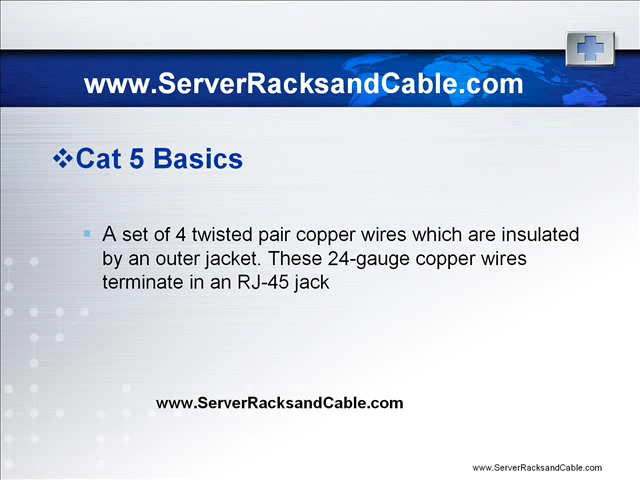 www.ServerRacksandCable.com
❖Cat 5 Basics
▪ A set of 4 twisted pair copper wires which are insulated
by an outer jacket. These 24-gauge copper wires
terminate in an RJ-45 jack
www.ServerRacksandCable.com
www.ServerRacksandCable.com